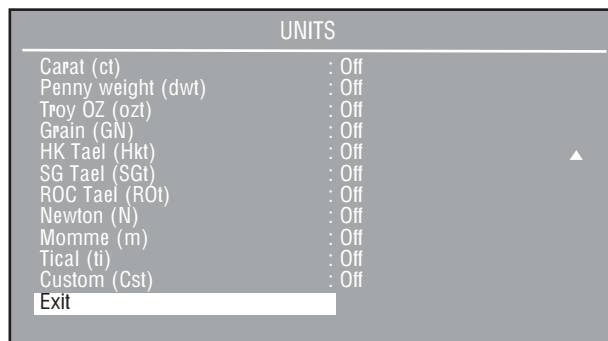 UNITS
Carat (ct) : Off
Penny weight (dwt) : Off
Troy OZ (ozt) : Off
Grain (GN) : Off
HK Tael (Hkt) : Off
SG Tael (SGt) : Off
ROC Tael (ROt) : Off
Newton (N) : Off
Momme (m) : Off
Tical (ti) : Off
Custom (Cst) : Off
Exit